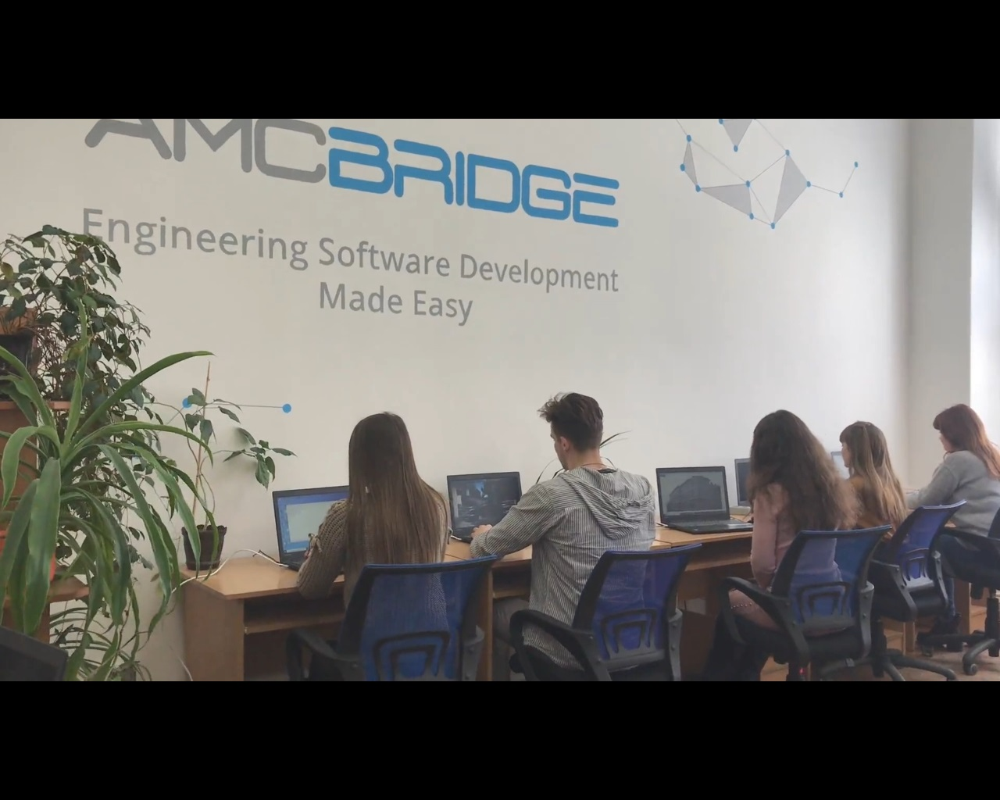 AMCBRIDGE
Engineering Software Development
Made Easy